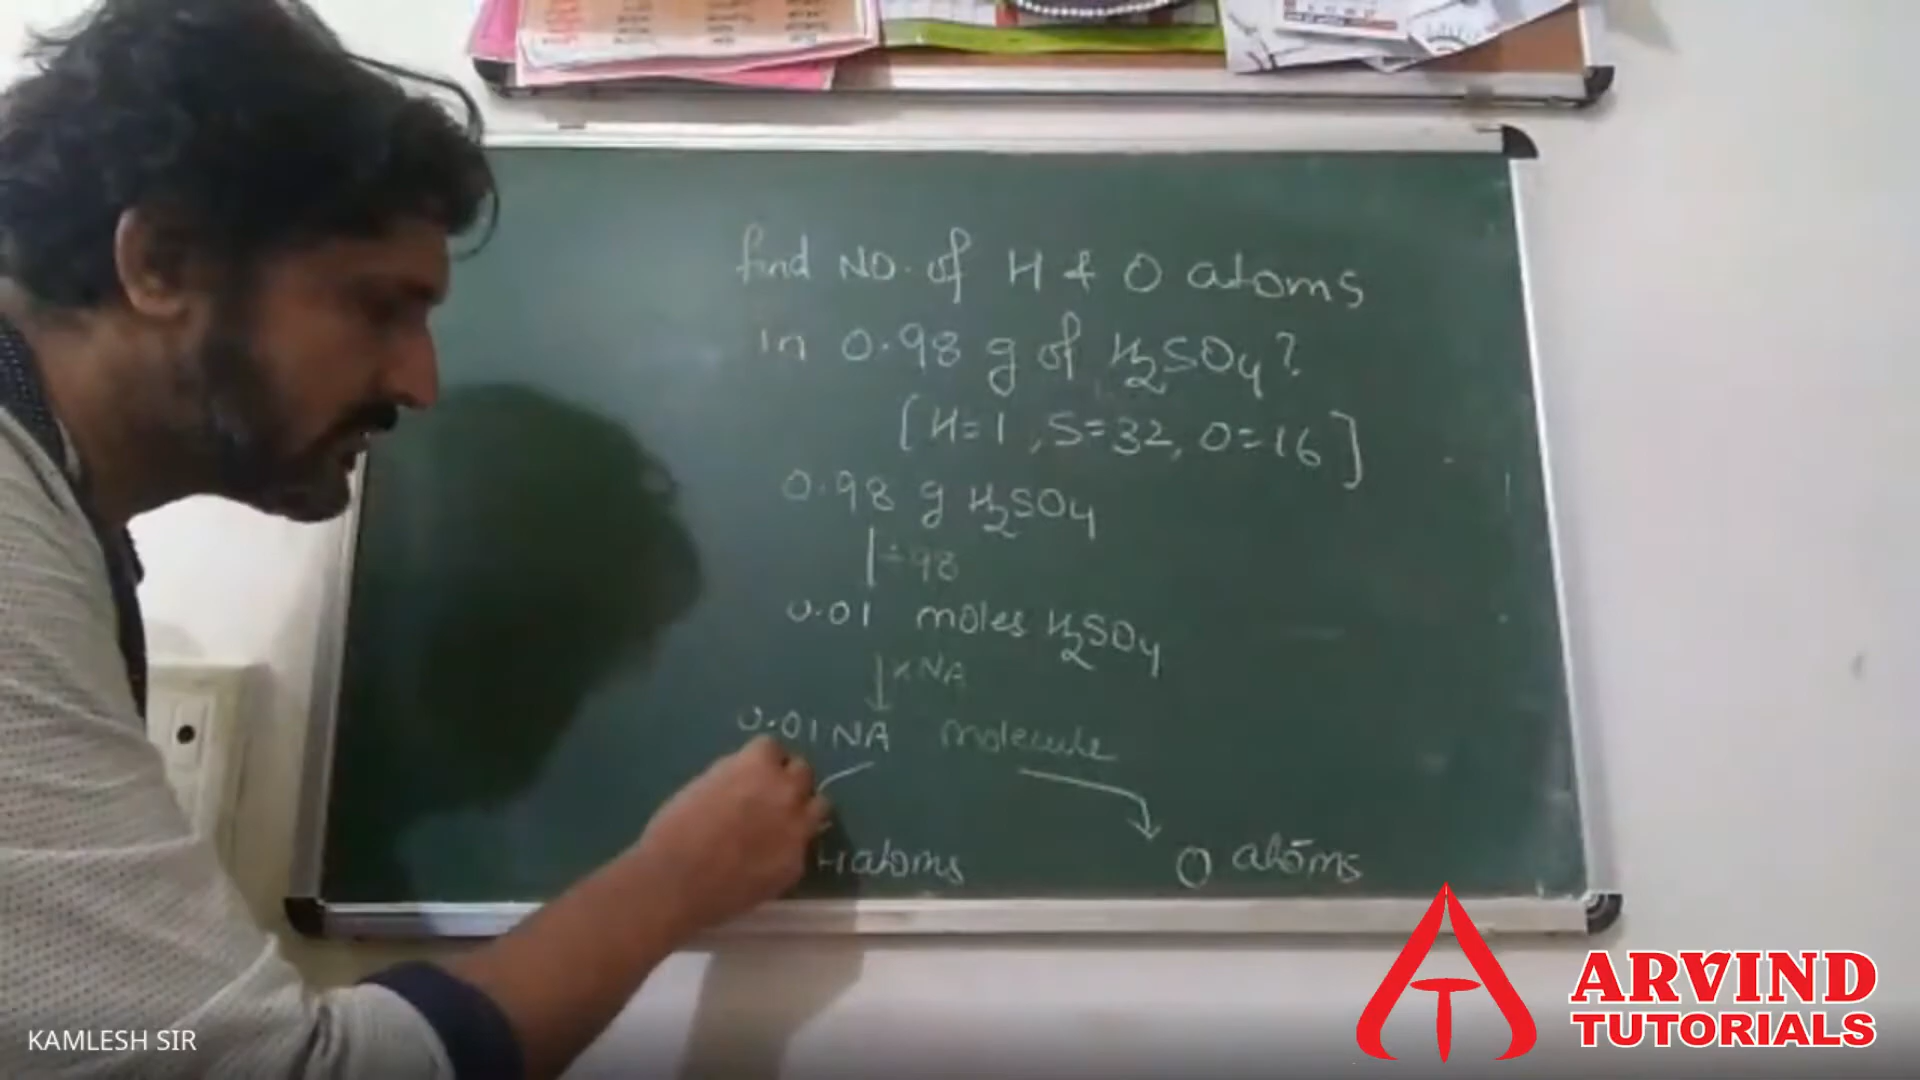 find NO. of H & O atoms
in 0.98 g of H2SO4?
[H=1, S=32, O=16]
0.98 g H2SO4
÷98
0.01 moles H2SO4
×NA
0.01 NA molecule
H atoms
O atoms
KAMLESH SIR
ARVIND
TUTORIALS